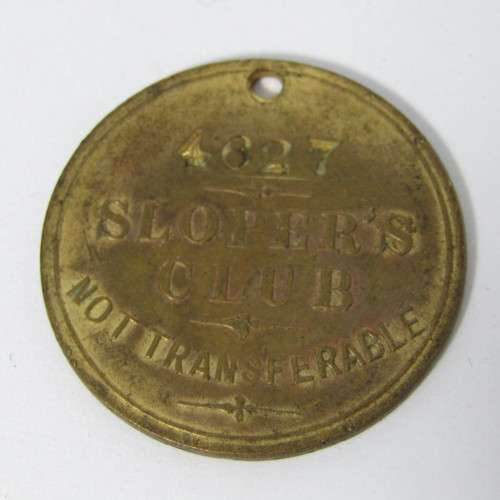 4627
SLOPER'S
CLUB
NOT TRANSFERABLE